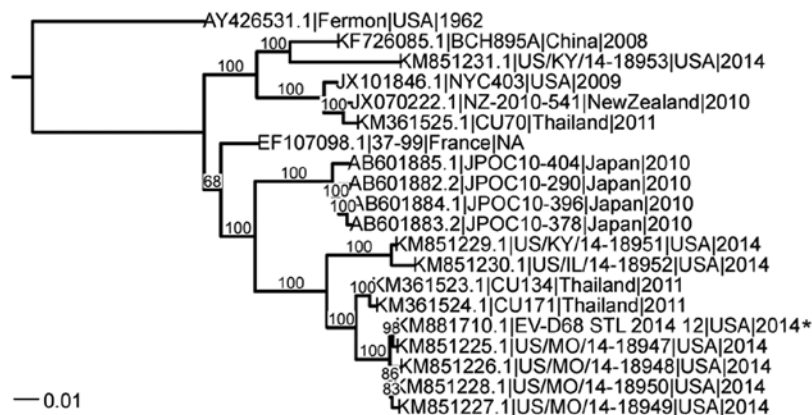 AY426531.1|Fermon|USA|1962
100 KF726085.1|BCH895A|China|2008
KM851231.1|US/KY/14-18953|USA|2014
100
100 JX101846.1|NYC403|USA|2009
100 JX070222.1|NZ-2010-541|NewZealand|2010
KM361525.1|CU70|Thailand|2011
EF107098.1|37-99|France|NA
100 AB601885.1|JPOC10-404|Japan|2010
68 100 AB601882.2|JPOC10-290|Japan|2010
100 AB601884.1|JPOC10-396|Japan|2010
100 AB601883.2|JPOC10-378|Japan|2010
100 KM851229.1|US/KY/14-18951|USA|2014
KM851230.1|US/IL/14-18952|USA|2014
100 100 KM361523.1|CU134|Thailand|2011
KM361524.1|CU171|Thailand|2011
100 98 KM881710.1|EV-D68 STL 2014 12|USA|2014*
100 KM851225.1|US/MO/14-18947|USA|2014
86 KM851226.1|US/MO/14-18948|USA|2014
83 KM851228.1|US/MO/14-18950|USA|2014
0.01 KM851227.1|US/MO/14-18949|USA|2014